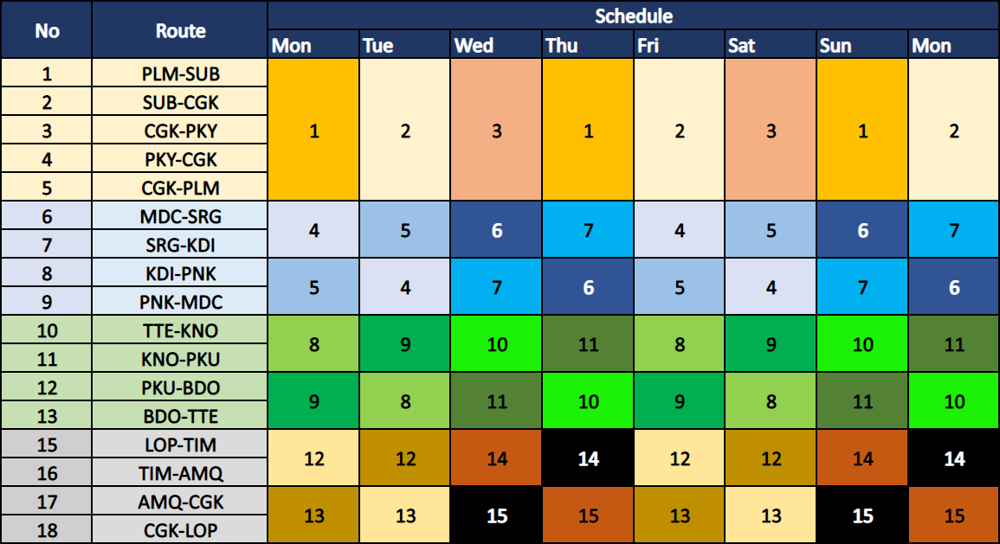 No Route Schedule
Mon Tue Wed Thu Fri Sat Sun Mon
1 PLM-SUB
2 SUB-CGK
3 CGK-PKY 1 2 3 1 2 3 1 2
4 PKY-CGK
5 CGK-PLM
6 MDC-SRG 4 5 6 7 4 5 6 7
7 SRG-KDI
8 KDI-PNK 5 4 7 6 5 4 7 6
9 PNK-MDC
10 TTE-KNO 8 9 10 11 8 9 10 11
11 KNO-PKU
12 PKU-BDO 9 8 11 10 9 8 11 10
13 BDO-TTE
15 LOP-TIM 12 12 14 14 12 12 14 14
16 TIM-AMQ
17 AMQ-CGK 13 13 15 15 13 13 15 15
18 CGK-LOP